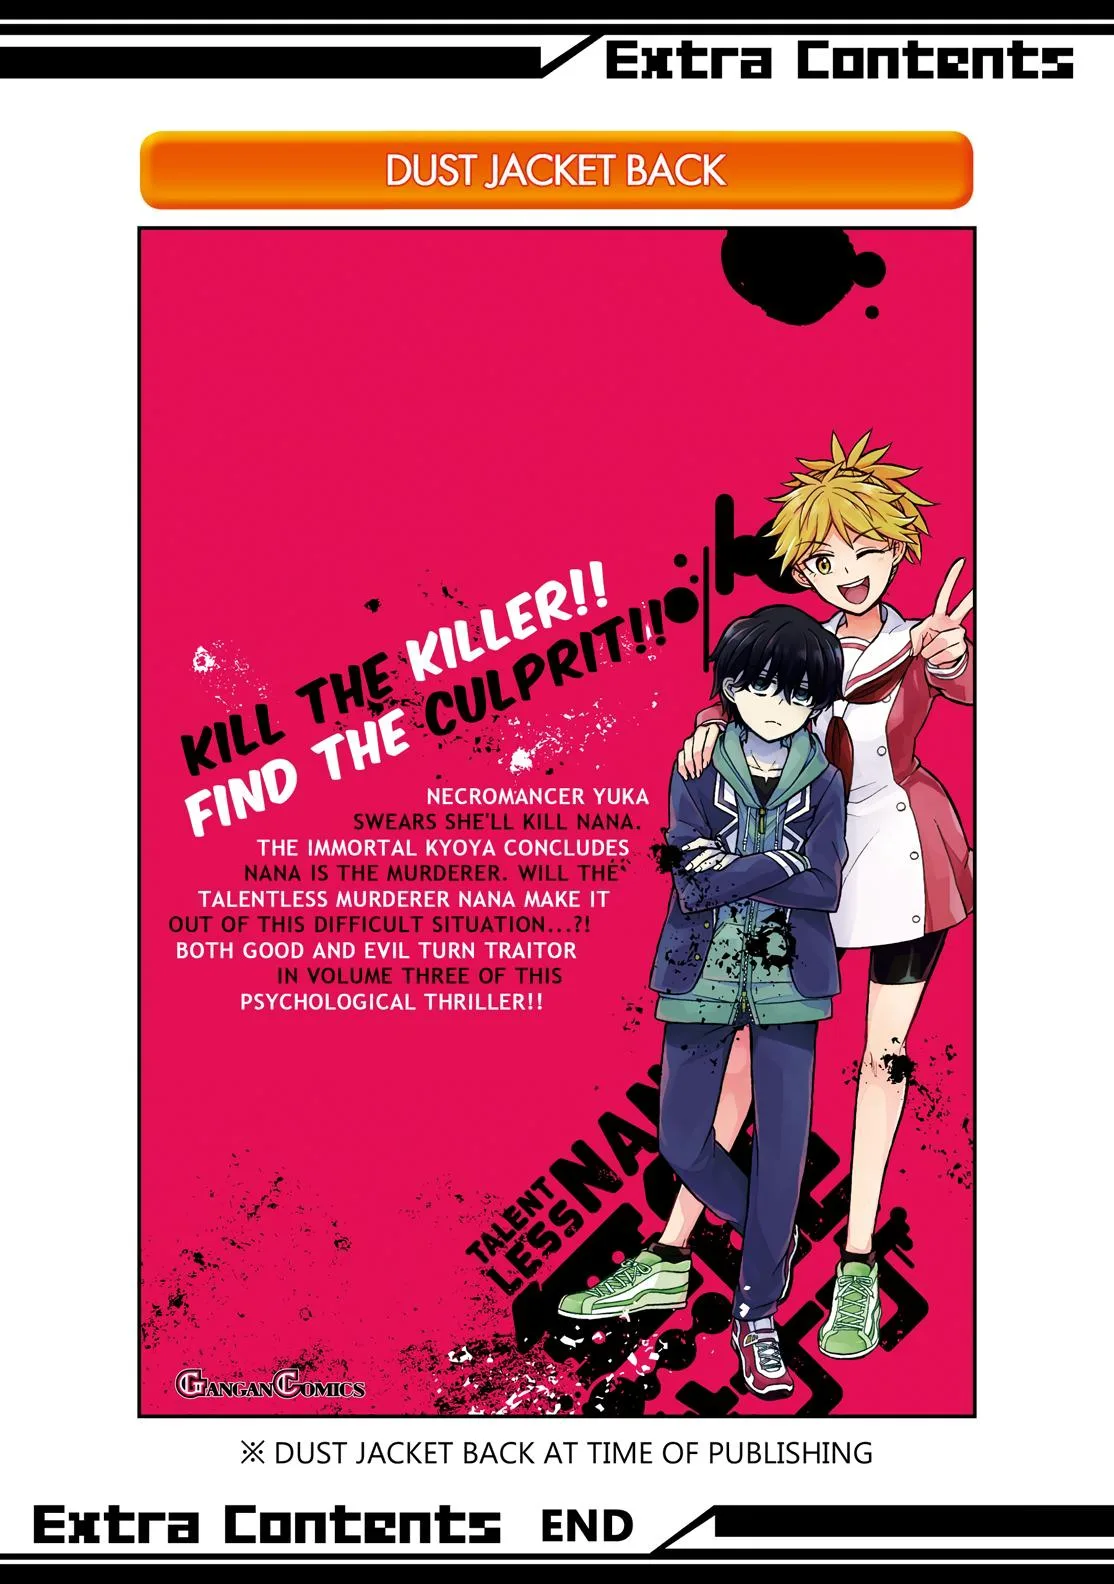 Extra Contents
DUST JACKET BACK
KILL THE KILLER!!
FIND THE CULPRIT!!
NECROMANCER YUKA
SWEARS SHE'LL KILL NANA.
THE IMMORTAL KYOYA CONCLUDES
NANA IS THE MURDERER. WILL THE
TALENTLESS MURDERER NANA MAKE IT
OUT OF THIS DIFFICULT SITUATION...?!
BOTH GOOD AND EVIL TURN TRAITOR
IN VOLUME THREE OF THIS
PSYCHOLOGICAL THRILLER!!
TALENT
LESS
NAN
GANGAN COMICS
※ DUST JACKET BACK AT TIME OF PUBLISHING
Extra Contents END